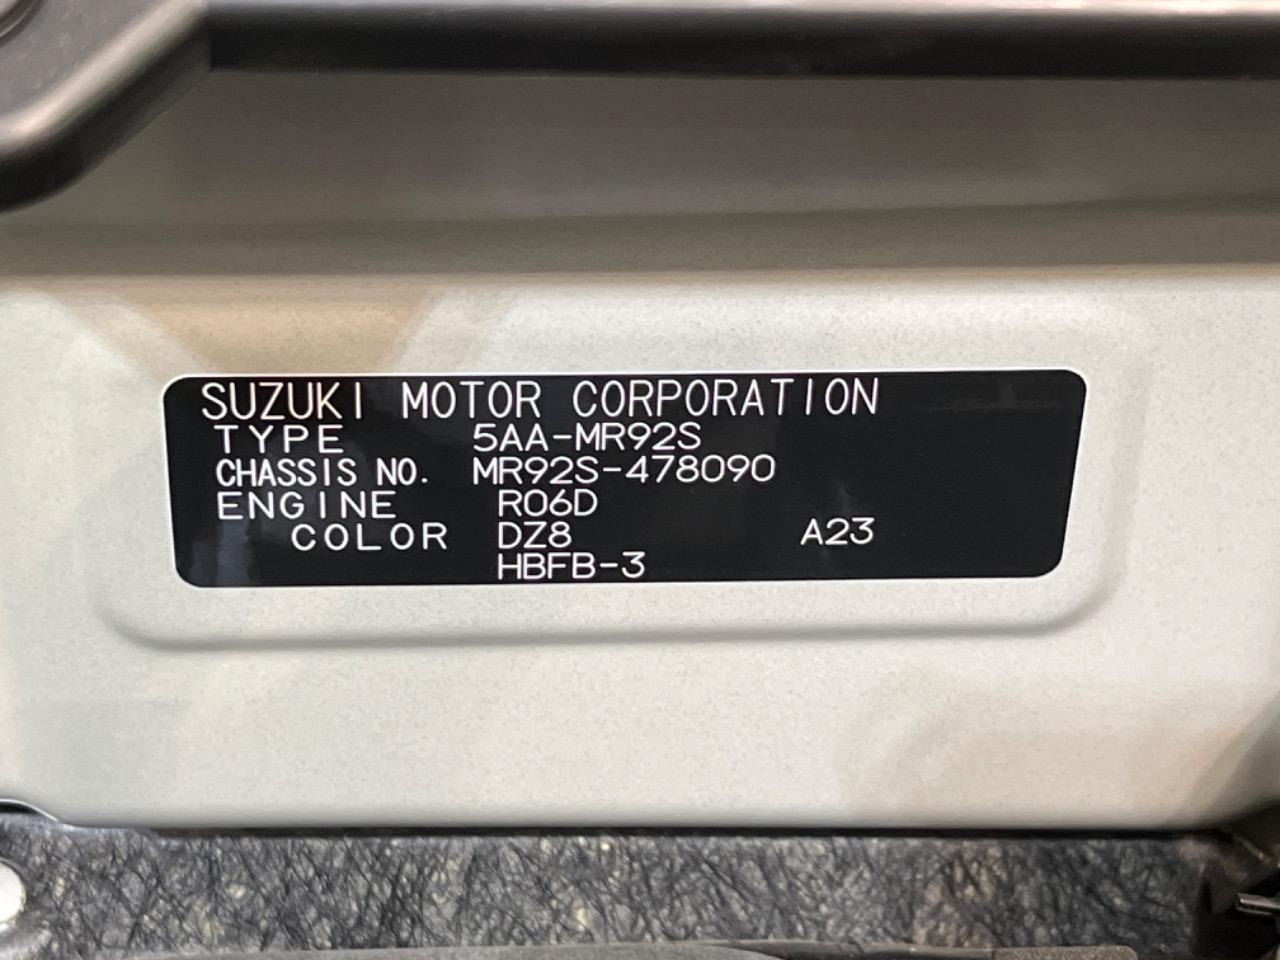 SUZUKI MOTOR CORPORATION
TYPE 5AA-MR92S
CHASSIS NO. MR92S-478090
ENGINE R06D
COLOR DZ8 A23
HBFB-3